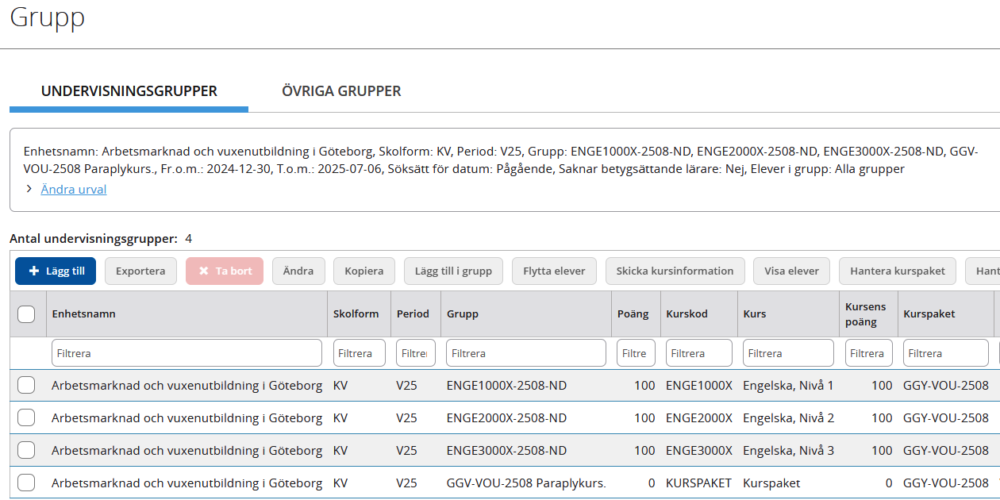 Grupp
UNDERVISNINGSGRUPPER ÖVRIGA GRUPPER
Enhetsnamn: Arbetsmarknad och vuxenutbildning i Göteborg, Skolform: KV, Period: V25, Grupp: ENGE1000X-2508-ND, ENGE2000X-2508-ND, ENGE3000X-2508-ND, GGV-
VOU-2508 Paraplykurs., Fr.o.m.: 2024-12-30, T.o.m.: 2025-07-06, Söksätt för datum: Pågående, Saknar betygsättande lärare: Nej, Elever i grupp: Alla grupper
Ändra urval
Antal undervisningsgrupper: 4
Lägg till Exportera Ta bort Ändra Kopiera Lägg till i grupp Flytta elever Skicka kursinformation Visa elever Hantera kurspaket Hant
Enhetsnamn Skolform Period Grupp Poäng Kurskod Kurs Kursens poäng Kurspaket
Filtrera Filtrera Filtrer Filtrera Filtre Filtrera Filtrera Filtrera Filtrera
Arbetsmarknad och vuxenutbildning i Göteborg KV V25 ENGE1000X-2508-ND 100 ENGE1000X Engelska, Nivå 1 100 GGY-VOU-2508
Arbetsmarknad och vuxenutbildning i Göteborg KV V25 ENGE2000X-2508-ND 100 ENGE2000X Engelska, Nivå 2 100 GGY-VOU-2508
Arbetsmarknad och vuxenutbildning i Göteborg KV V25 ENGE3000X-2508-ND 100 ENGE3000X Engelska, Nivå 3 100 GGY-VOU-2508
Arbetsmarknad och vuxenutbildning i Göteborg KV V25 GGV-VOU-2508 Paraplykurs. 0 KURSPAKET Kurspaket 0 GGY-VOU-2508